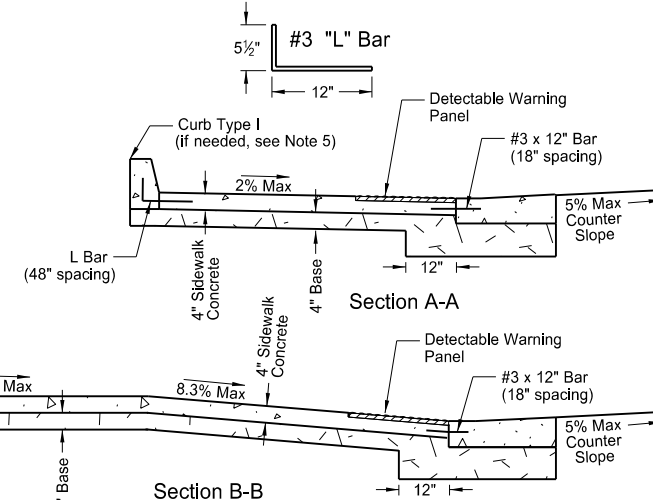 #3 "L" Bar
5½"
12"
Detectable Warning
Panel
Curb Type I
(if needed, see Note 5)
#3 x 12" Bar
(18" spacing)
2% Max
5% Max
Counter
Slope
L Bar
(48" spacing)
4" Sidewalk
Concrete
4" Base
12"
Section A-A
4" Sidewalk
Concrete
Detectable Warning
Panel
Max
8.3% Max
#3 x 12" Bar
(18" spacing)
5% Max
Counter
Slope
" Base
12"
Section B-B